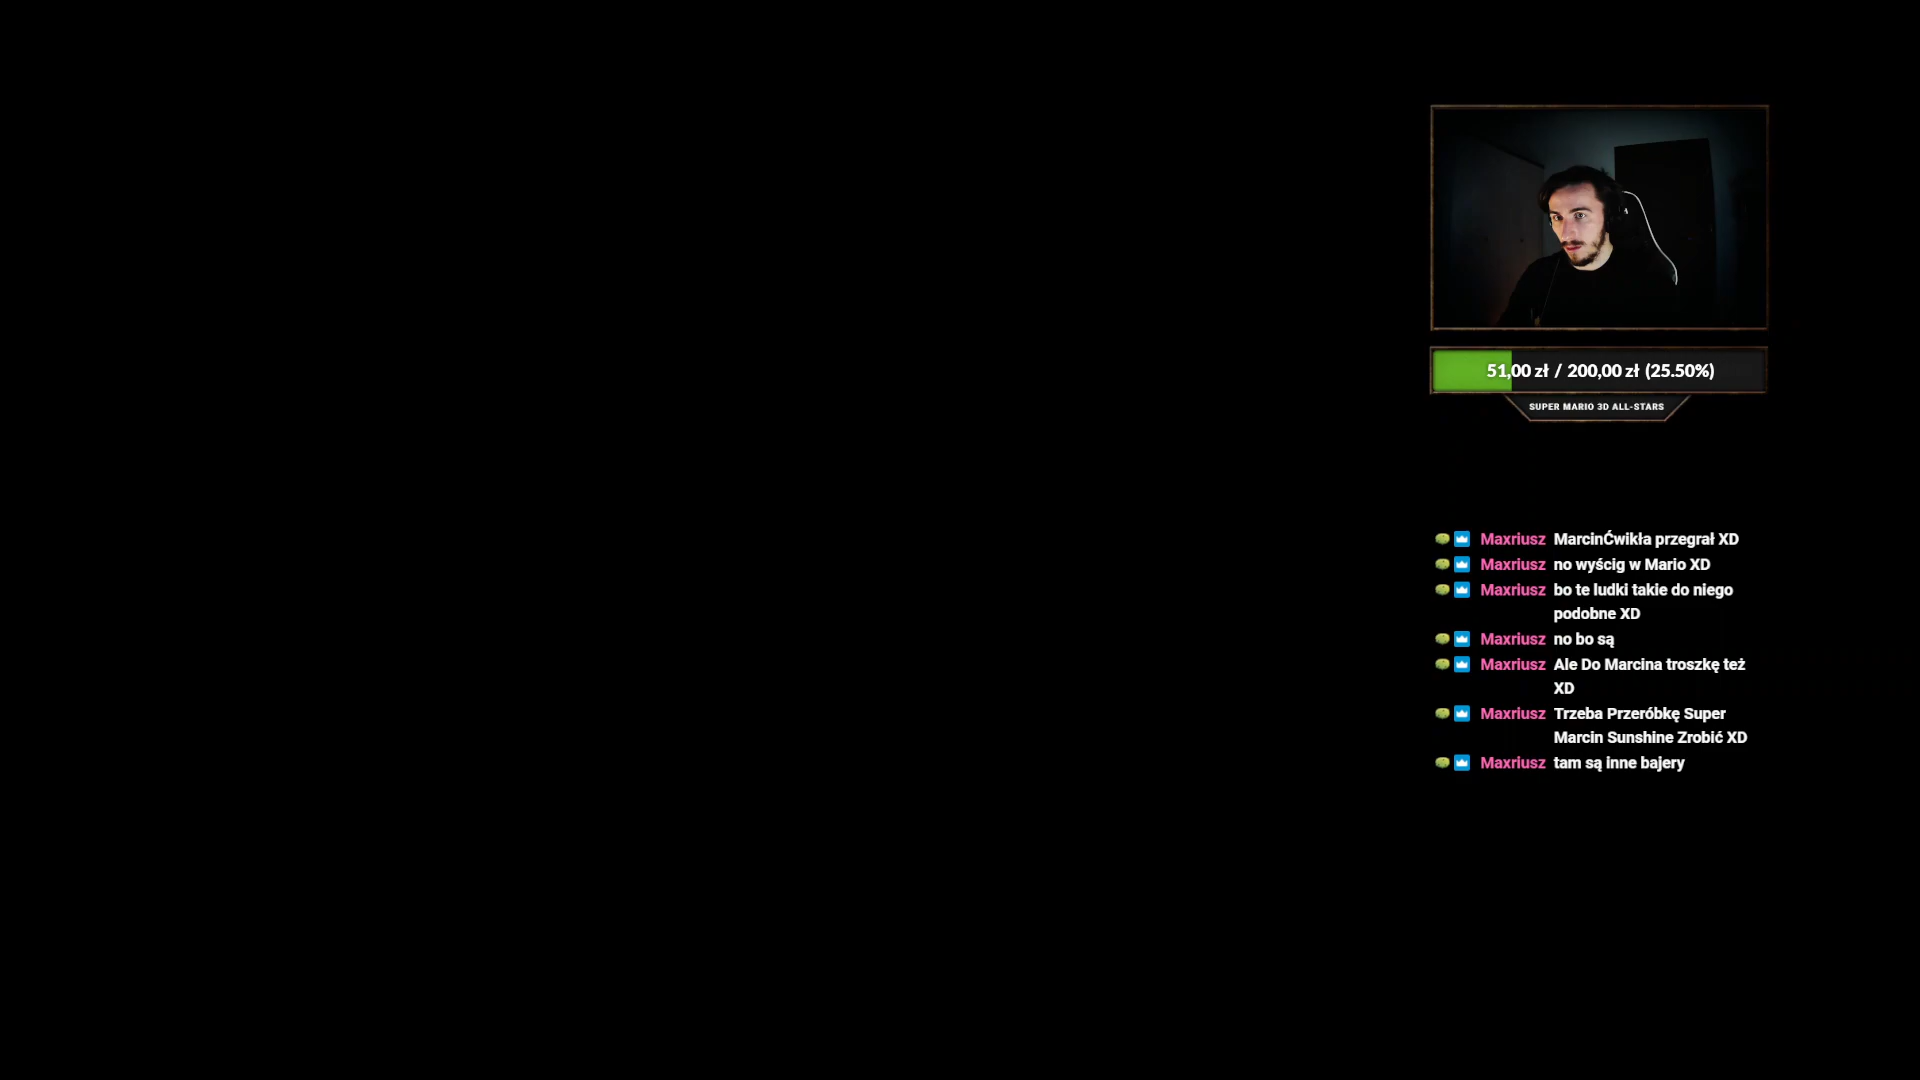 51,00 zł / 200,00 zł (25.50%)
SUPER MARIO 3D ALL-STARS
Maxriusz MarcinĆwikła przegrał XD
Maxriusz no wyścig w Mario XD
Maxriusz bo te ludki takie do niego
podobne XD
Maxriusz no bo są
Maxriusz Ale Do Marcina troszkę też
XD
Maxriusz Trzeba Przeróbkę Super
Marcin Sunshine Zrobić XD
Maxriusz tam są inne bajery